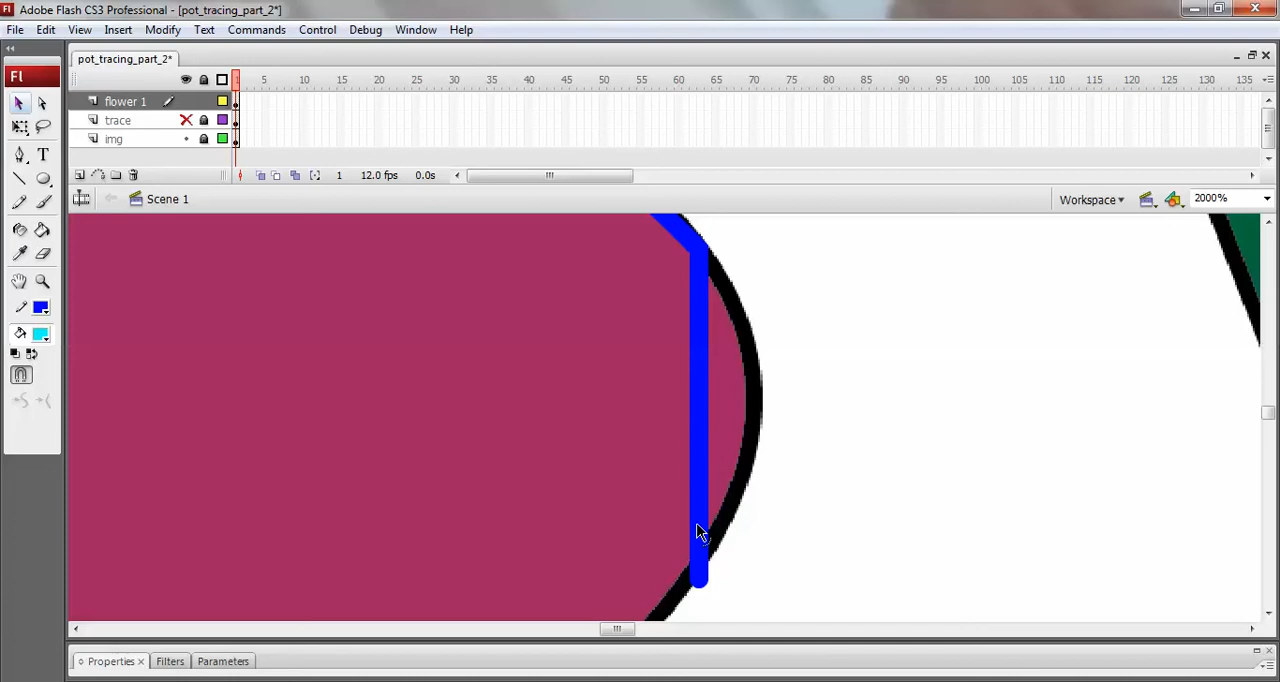 Fl Adobe Flash CS3 Professional - [pot_tracing_part_2*]
File Edit View Insert Modify Text Commands Control Debug Window Help
pot_tracing_part_2*
1 5 10 15 20 25 30 35 40 45 50 55 60 65 70 75 80 85 90 95 100 105 110 115 120 125 130 135
Fl
flower 1
trace
img
T
1 12.0 fps 0.0s
Scene 1 Workspace 2000%
Properties Filters Parameters